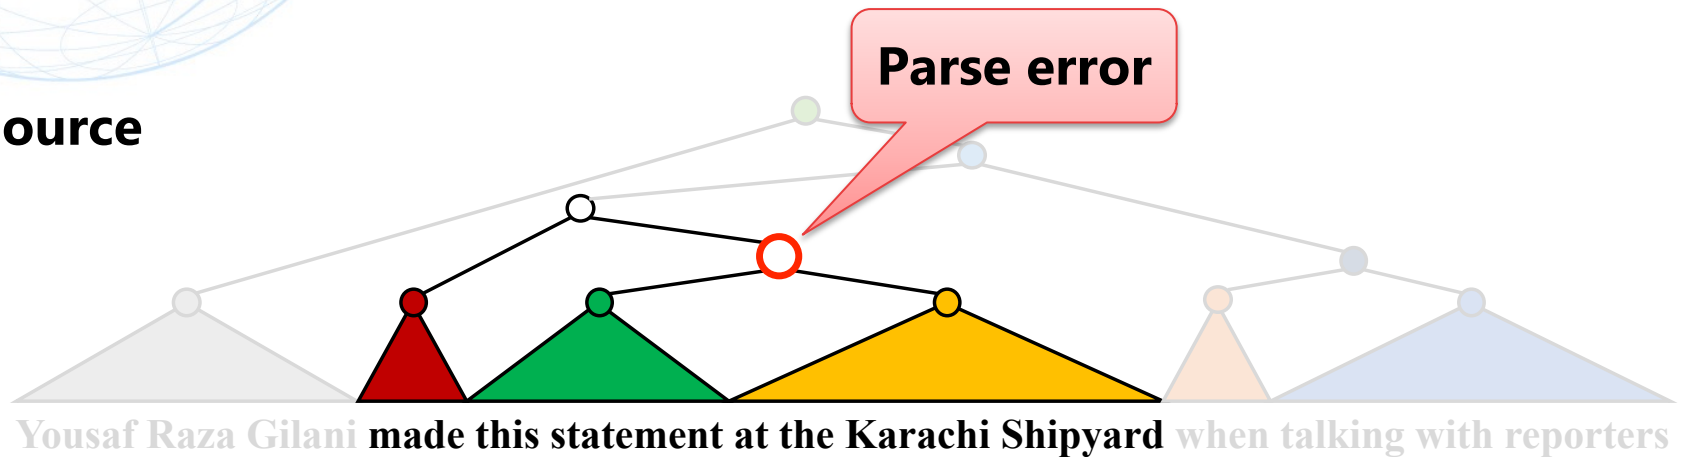 Parse error
ource
Yousaf Raza Gilani made this statement at the Karachi Shipyard when talking with reporters